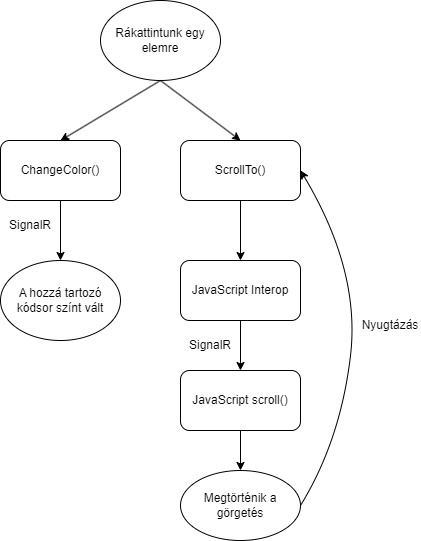 Rákattintunk egy
elemre
ChangeColor()
ScrollTo()
SignalR
A hozzá tartozó
kódsor színt vált
JavaScript Interop
Nyugtázás
SignalR
JavaScript scroll()
Megtörténik a
görgetés